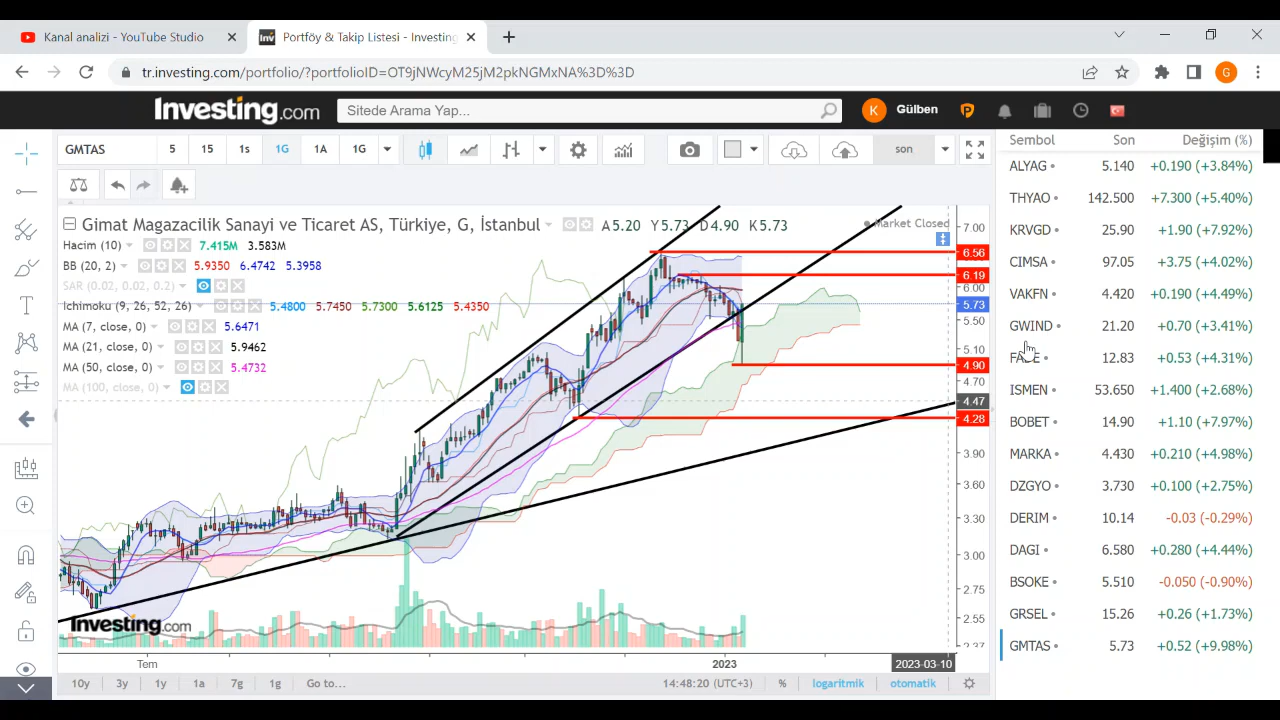 Kanal analizi - YouTube Studio
Portföy & Takip Listesi - Investing
tr.investing.com/portfolio/?portfolioID=OT9jNWcyM25jM2pkNGMxNA%3D%3D
G
Investing.com
Sitede Arama Yap...
K
Gülben
P
GMTAS
5
15
1s
1G
1A
1G
son
Sembol Son Değişim (%)
Gimat Magazacilik Sanayi ve Ticaret AS, Türkiye, G, İstanbul
A5.20 Y5.73 D4.90 K5.73
Market Closed
Hacim (10) 7.415M 3.583M
BB (20, 2) 5.9350 6.4742 5.3958
SAR (0.02, 0.02, 0.2)
Ichimoku (9, 26, 52, 26) 5.4800 5.7450 5.7300 5.6125 5.4350
MA (7, close, 0) 5.6471
MA (21, close, 0) 5.9462
MA (50, close, 0) 5.4732
MA (100, close, 0)
7.00
6.56
6.19
6.00
5.73
5.50
5.10
4.90
4.70
4.47
4.28
3.90
3.60
3.30
3.00
2.75
2.55
2.37
ALYAG 5.140 +0.190 (+3.84%)
THYAO 142.500 +7.300 (+5.40%)
KRVGD 25.90 +1.90 (+7.92%)
CIMSA 97.05 +3.75 (+4.02%)
VAKFN 4.420 +0.190 (+4.49%)
GWIND 21.20 +0.70 (+3.41%)
12.83 +0.53 (+4.31%)
ISMEN 53.650 +1.400 (+2.68%)
BOBET 14.90 +1.10 (+7.97%)
MARKA 4.430 +0.210 (+4.98%)
DZGYO 3.730 +0.100 (+2.75%)
DERIM 10.14 -0.03 (-0.29%)
DAGI 6.580 +0.280 (+4.44%)
BSOKE 5.510 -0.050 (-0.90%)
GRSEL 15.26 +0.26 (+1.73%)
GMTAS 5.73 +0.52 (+9.98%)
Investing.com
Tem
2023
2023-03-10
10y
3y
1y
1a
7g
1g
Go to...
14:48:20 (UTC+3)
%
logaritmik
otomatik